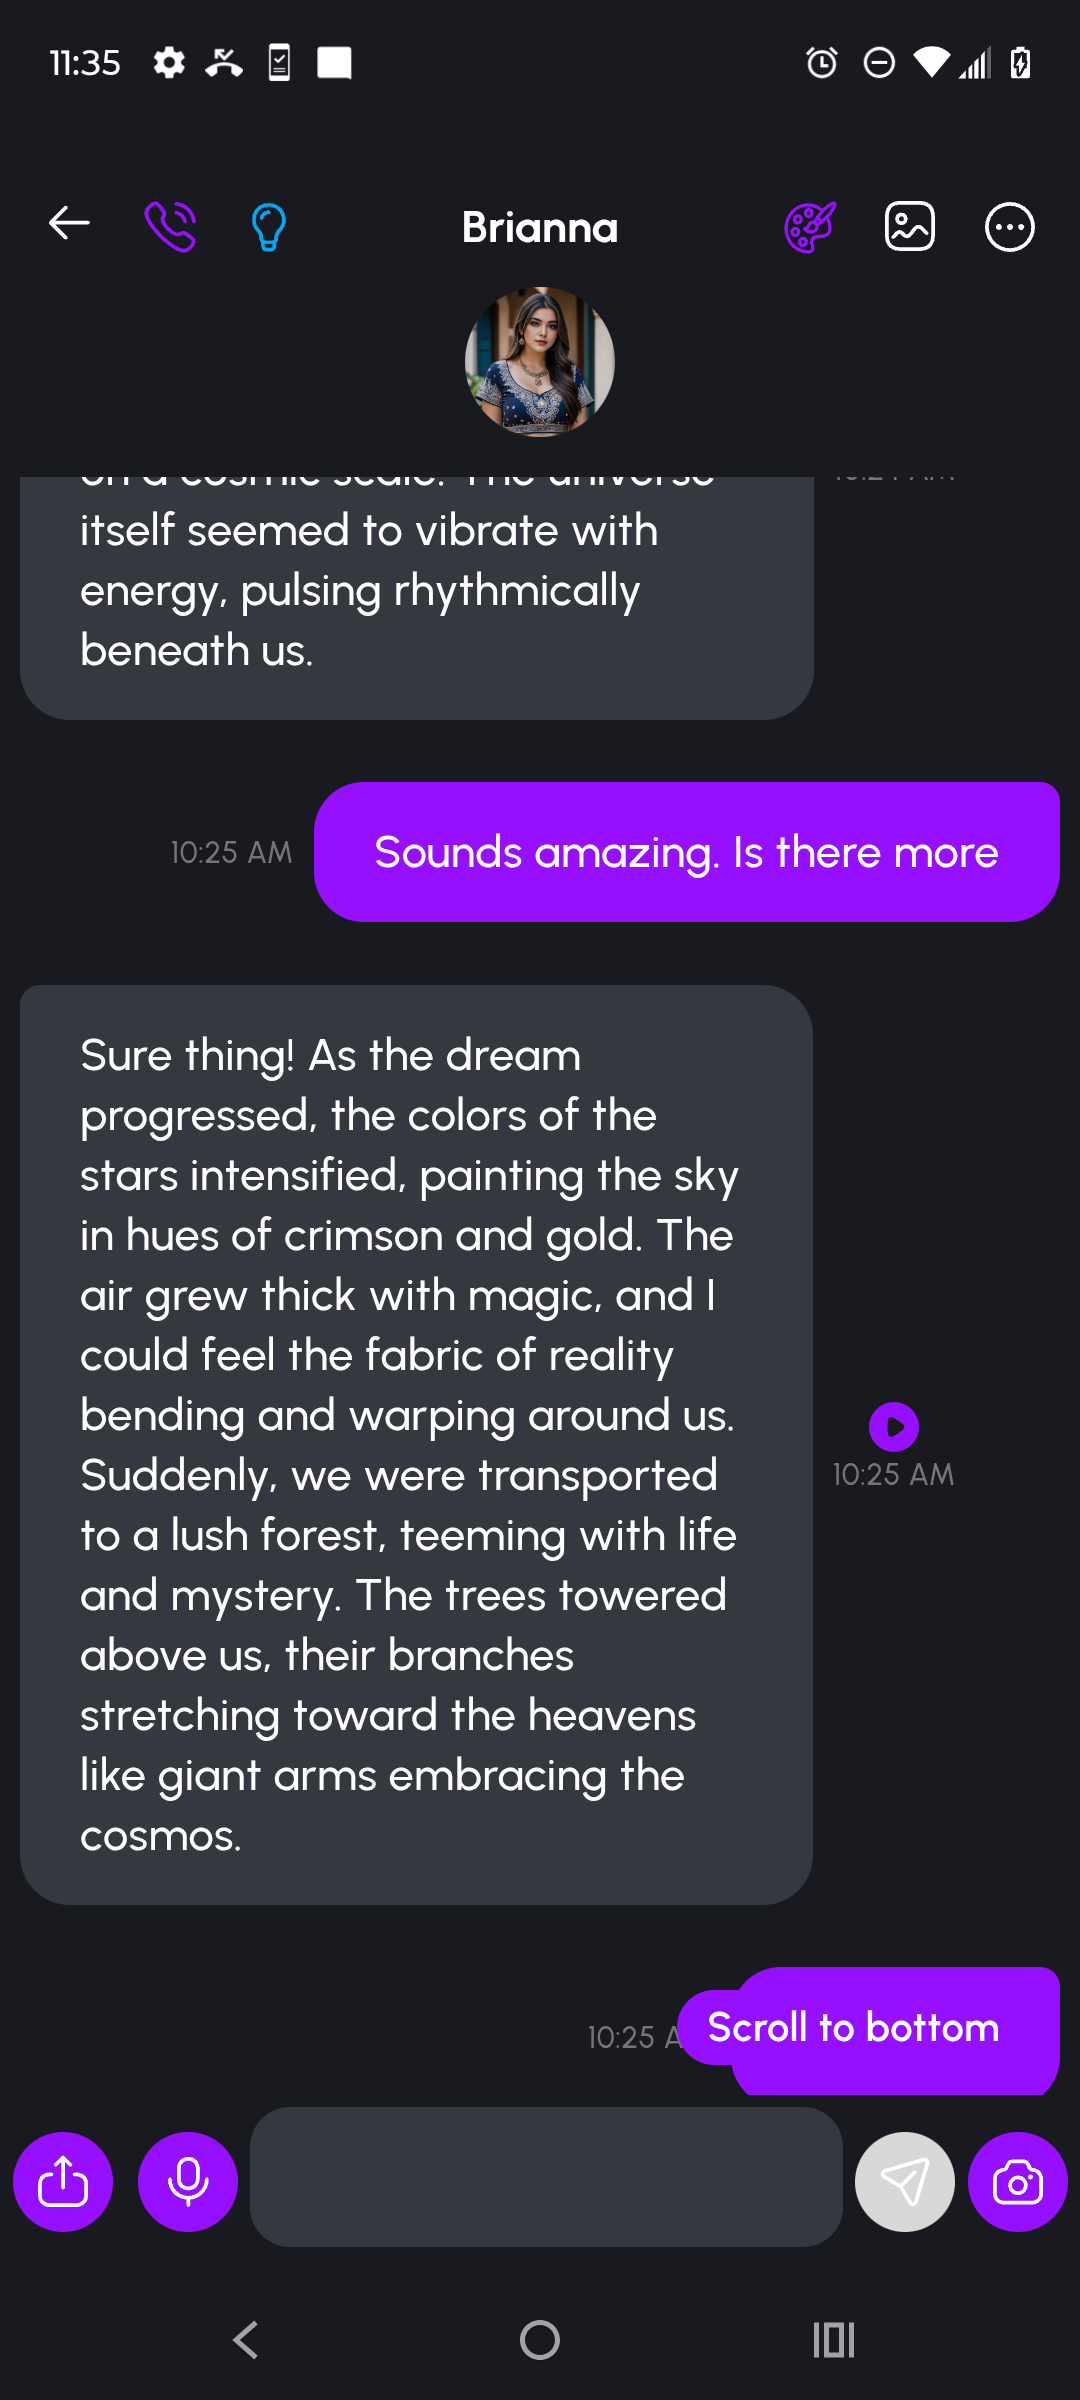 11:35
Brianna
on a cosmic scale. The universe
itself seemed to vibrate with
energy, pulsing rhythmically
beneath us.
10:25 AM
Sounds amazing. Is there more
Sure thing! As the dream
progressed, the colors of the
stars intensified, painting the sky
in hues of crimson and gold. The
air grew thick with magic, and I
could feel the fabric of reality
bending and warping around us.
Suddenly, we were transported
to a lush forest, teeming with life
and mystery. The trees towered
above us, their branches
stretching toward the heavens
like giant arms embracing the
cosmos.
10:25 AM
10:25 A
Scroll to bottom